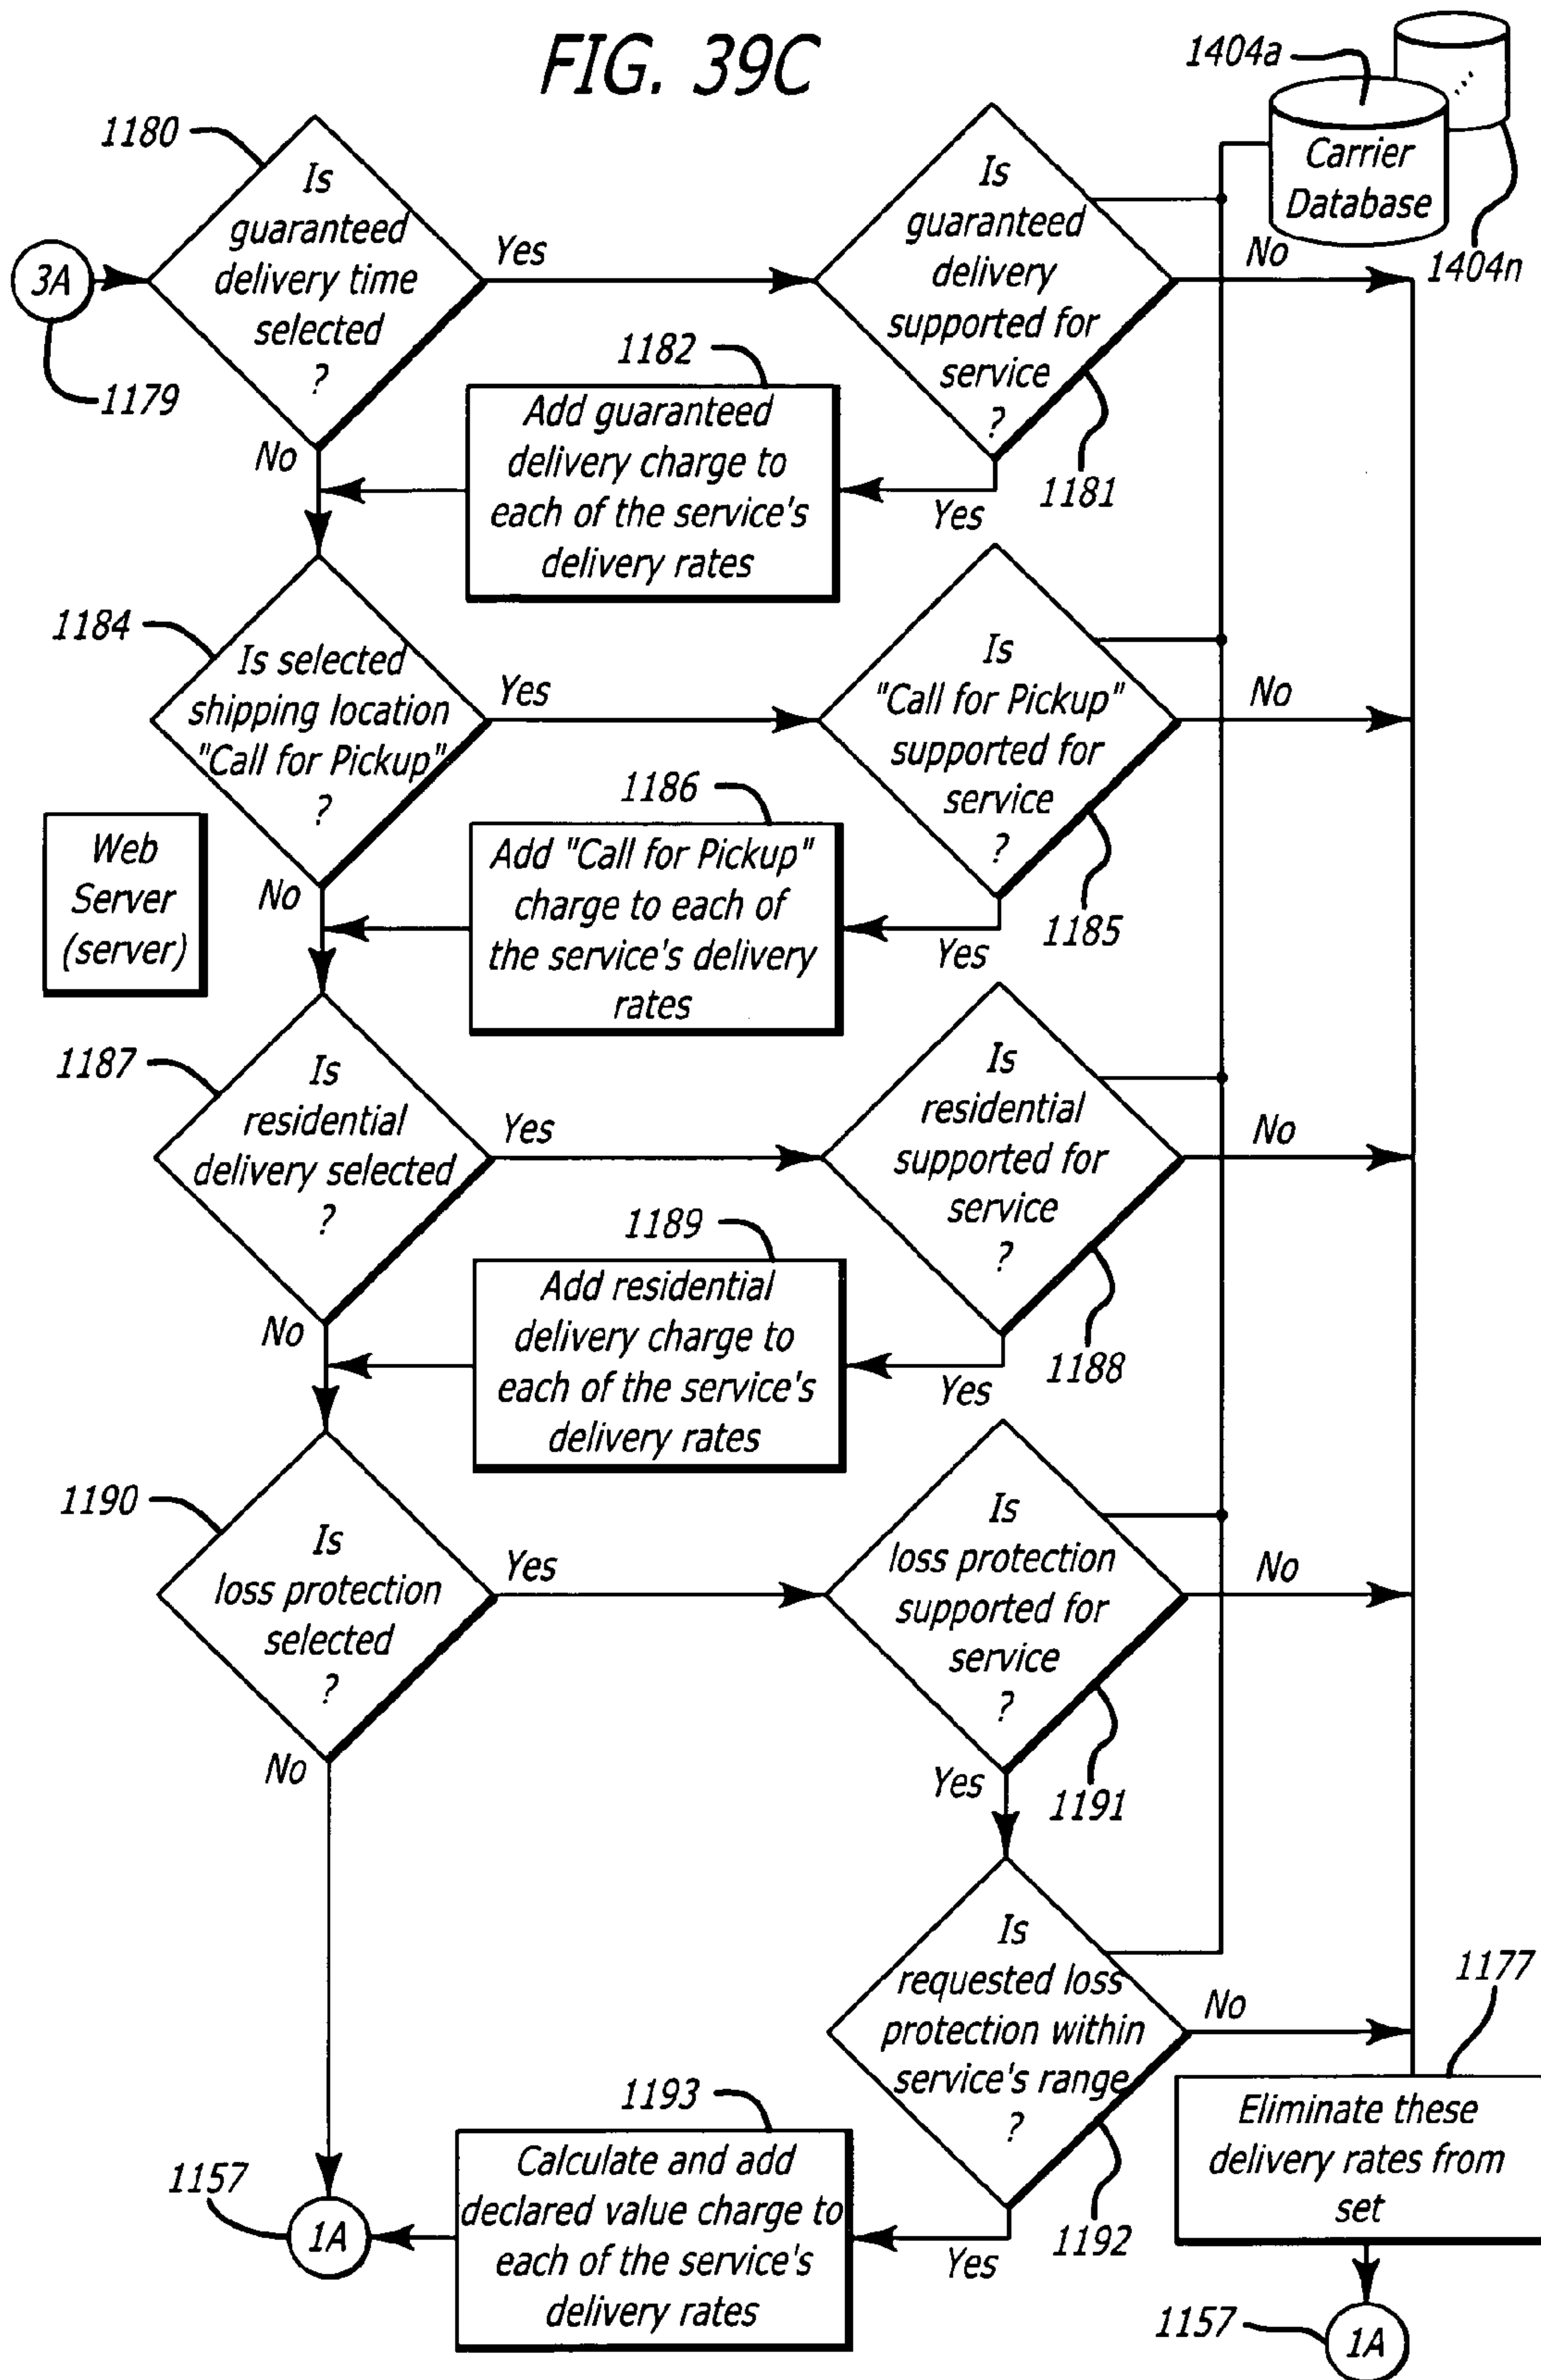 FIG. 39C
1404a
Carrier
Database
1404n
1180
Is
guaranteed
delivery time
selected
?
Yes
No
3A
1179
Is
guaranteed
delivery
supported for
service
?
No
Yes
1181
1182
Add guaranteed
delivery charge to
each of the service's
delivery rates
1184
Is selected
shipping location
"Call for Pickup"
?
Yes
No
Is
"Call for Pickup"
supported for
service
?
No
Yes
1185
1186
Add "Call for Pickup"
charge to each of
the service's delivery
rates
Web
Server
(server)
1187
Is
residential
delivery selected
?
Yes
No
Is
residential
supported for
service
?
No
Yes
1188
1189
Add residential
delivery charge to
each of the service's
delivery rates
1190
Is
loss protection
selected
?
Yes
No
Is
loss protection
supported for
service
?
No
Yes
1191
Is
requested loss
protection within
service's range
?
No
Yes
1192
1177
Eliminate these
delivery rates from
set
1193
Calculate and add
declared value charge to
each of the service's
delivery rates
1157
1A
1157
1A